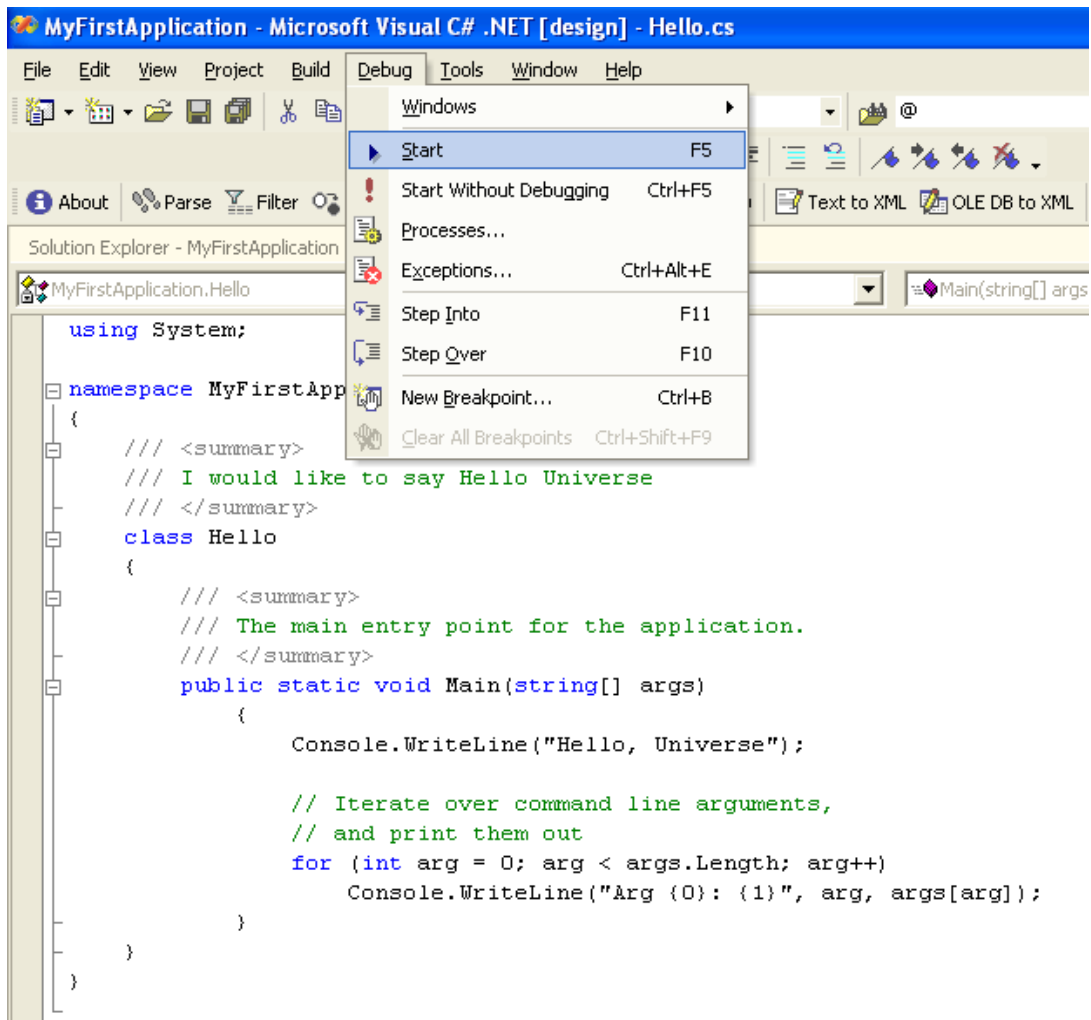 MyFirstApplication - Microsoft Visual C# .NET [design] - Hello.cs
File Edit View Project Build Debug Tools Window Help
Windows
@
Start F5
Start Without Debugging Ctrl+F5
About Parse Filter Text to XML OLE DB to XML
Processes...
Solution Explorer - MyFirstApplication
Exceptions... Ctrl+Alt+E
MyFirstApplication.Hello Main(string[] args
Step Into F11
Step Over F10
New Breakpoint... Ctrl+B
Clear All Breakpoints Ctrl+Shift+F9
using System;
namespace MyFirstApp
{
/// <summary>
/// I would like to say Hello Universe
/// </summary>
class Hello
{
/// <summary>
/// The main entry point for the application.
/// </summary>
public static void Main(string[] args)
{
Console.WriteLine("Hello, Universe");
// Iterate over command line arguments,
// and print them out
for (int arg = 0; arg < args.Length; arg++)
Console.WriteLine("Arg {0}: {1}", arg, args[arg]);
}
}
}